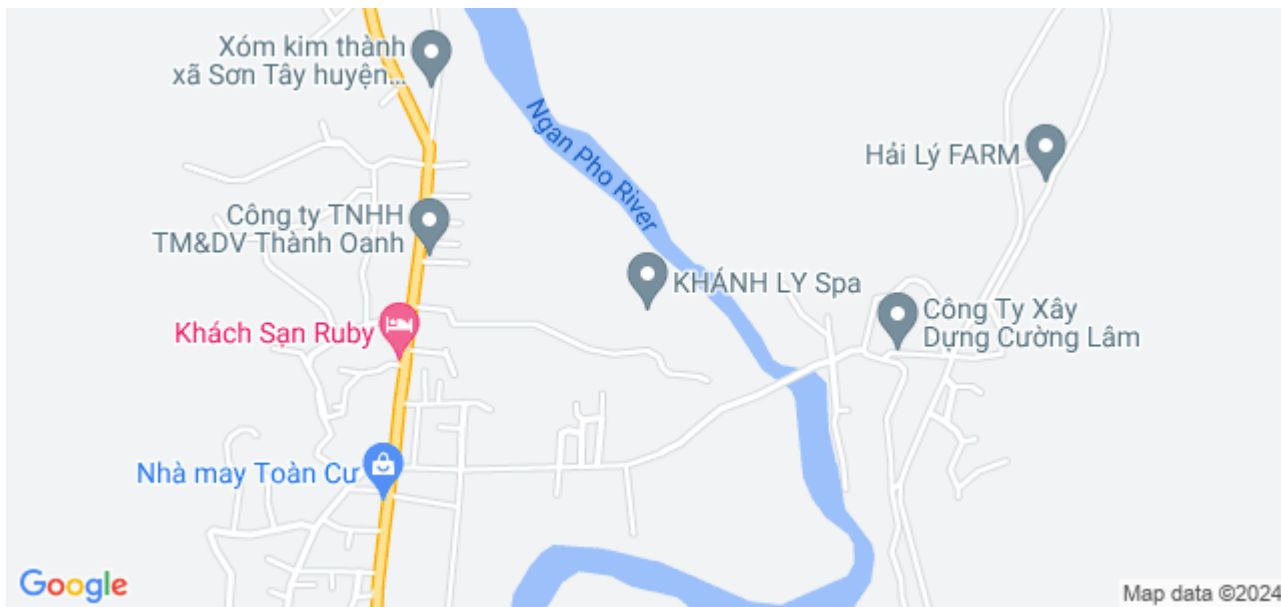 Xóm kim thành
xã Sơn Tây huyện...
Ngan Pho River
Hải Lý FARM
Công ty TNHH
TM&DV Thành Oanh
KHÁNH LY Spa
Công Ty Xây
Dựng Cường Lâm
Khách Sạn Ruby
Nhà may Toàn Cư
Google
Map data ©2024